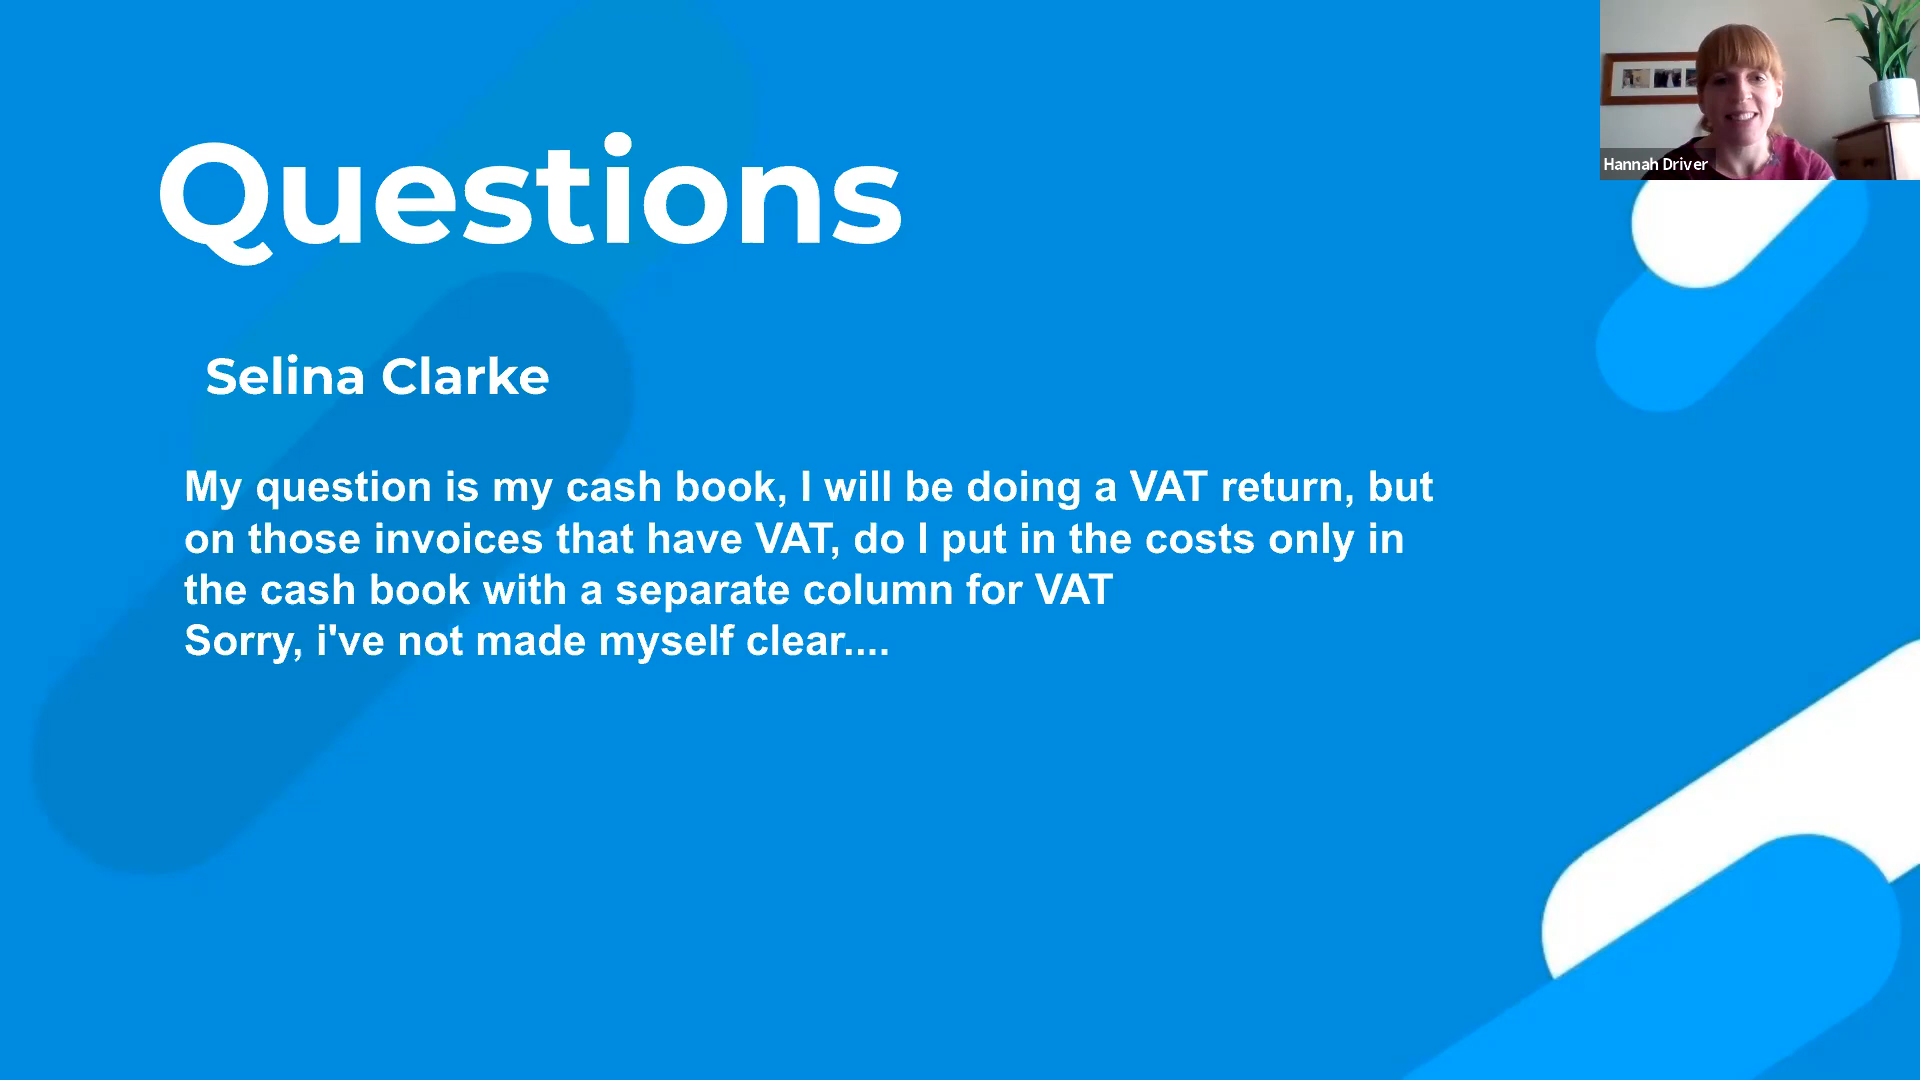 Questions
Hannah Driver
Selina Clarke
My question is my cash book, I will be doing a VAT return, but
on those invoices that have VAT, do I put in the costs only in
the cash book with a separate column for VAT
Sorry, i've not made myself clear....